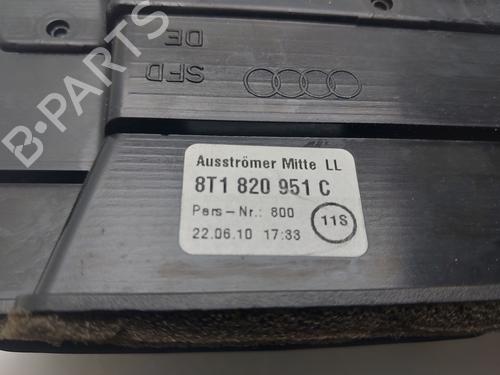 DE
SFD
Ausströmer Mitte LL
8T1 820 951 C
Pers-Nr.: 800
11S
22.06.10 17:33
B-PARTS